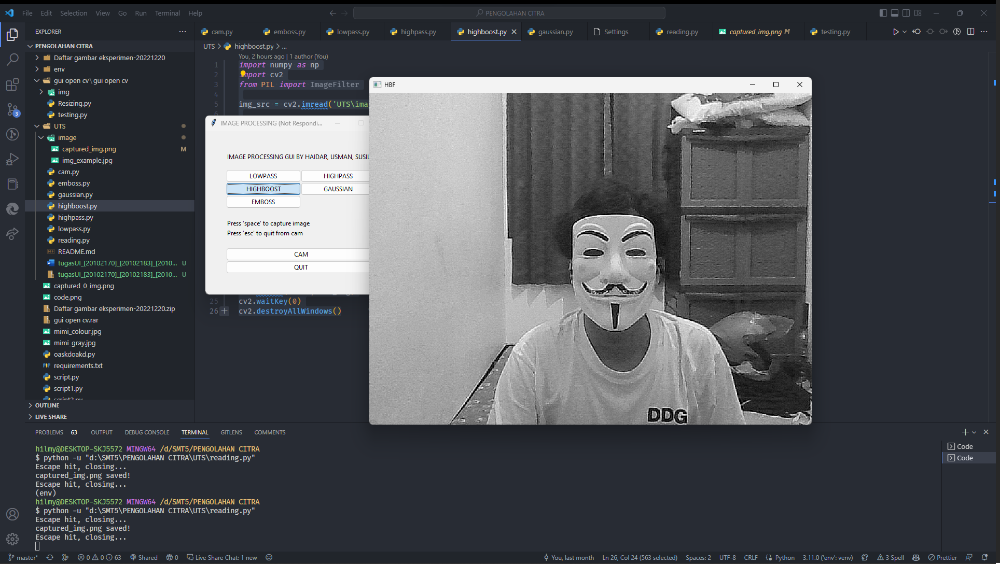 File Edit Selection View Go Run Terminal Help
PENGOLAHAN CITRA
EXPLORER
PENGOLAHAN CITRA
Daftar gambar eksperimen-20221220
env
gui open cv\gui open cv
img
Resizing.py
testing.py
UTS
image
captured_img.png M
img_example.jpg
cam.py
emboss.py
gaussian.py
highboost.py
highpass.py
lowpass.py
reading.py
README.md
tugasUI_[20102170]_[20102183]_[2010... U
tugasUI_[20102170]_[20102183]_[2010... U
captured_0_img.png
code.png
Daftar gambar eksperimen-20221220.zip
gui open cv.rar
mimi_colour.jpg
mimi_gray.jpg
oaskdoakd.py
requirements.txt
script.py
script1.py
OUTLINE
LIVE SHARE
3
cam.py emboss.py lowpass.py highpass.py highboost.py gaussian.py Settings reading.py captured_img.png M testing.py
UTS > highboost.py > ...
You, 2 hours ago | 1 author (You)
1 import numpy as np
2 import cv2
3 from PIL import ImageFilter
4
5 img_src = cv2.imread('UTS\ima
25 cv2.waitKey(0)
26 cv2.destroyAllWindows()
IMAGE PROCESSING (Not Respondi...
IMAGE PROCESSING GUI BY HAIDAR, USMAN, SUSIL
LOWPASS HIGHPASS
HIGHBOOST GAUSSIAN
EMBOSS
Press 'space' to capture image
Press 'esc' to quit from cam
CAM
QUIT
HBF
DDG
PROBLEMS 63 OUTPUT DEBUG CONSOLE TERMINAL GITLENS COMMENTS
hilmy@DESKTOP-SKJ5572 MINGW64 /d/SMT5/PENGOLAHAN CITRA
$ python -u "d:\SMT5\PENGOLAHAN CITRA\UTS\reading.py"
Escape hit, closing...
captured_img.png saved!
Escape hit, closing...
(env)
hilmy@DESKTOP-SKJ5572 MINGW64 /d/SMT5/PENGOLAHAN CITRA
$ python -u "d:\SMT5\PENGOLAHAN CITRA\UTS\reading.py"
Escape hit, closing...
captured_img.png saved!
Escape hit, closing...
Code
Code
master* 0 0 63 Shared 0 Live Share Chat: 1 new You, last month Ln 26, Col 24 (563 selected) Spaces: 2 UTF-8 CRLF Python 3.11.0 ('env': venv) 3 Spell Prettier